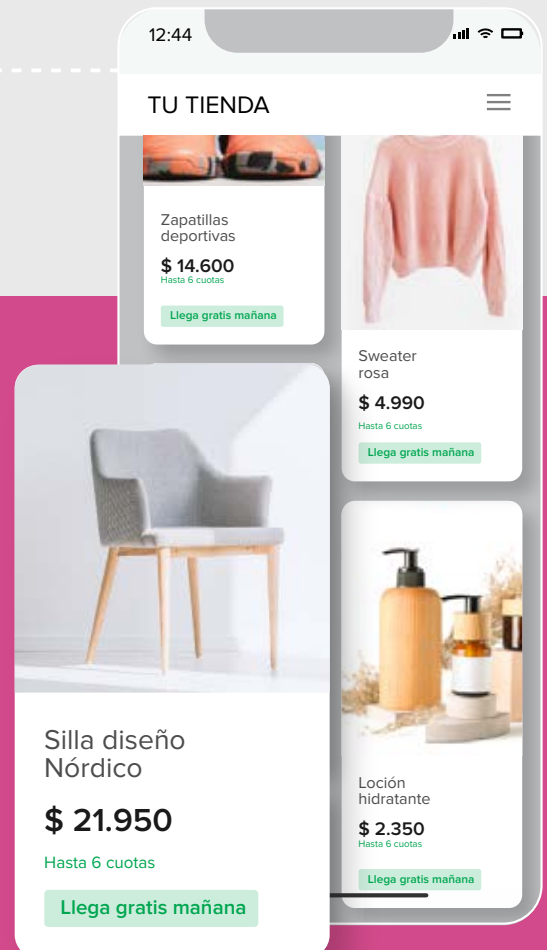 12:44
TU TIENDA
Zapatillas
deportivas
$ 14.600
Hasta 6 cuotas
Llega gratis mañana
Sweater
rosa
$ 4.990
Hasta 6 cuotas
Llega gratis mañana
Silla diseño
Nórdico
$ 21.950
Hasta 6 cuotas
Llega gratis mañana
Loción
hidratante
$ 2.350
Hasta 6 cuotas
Llega gratis mañana